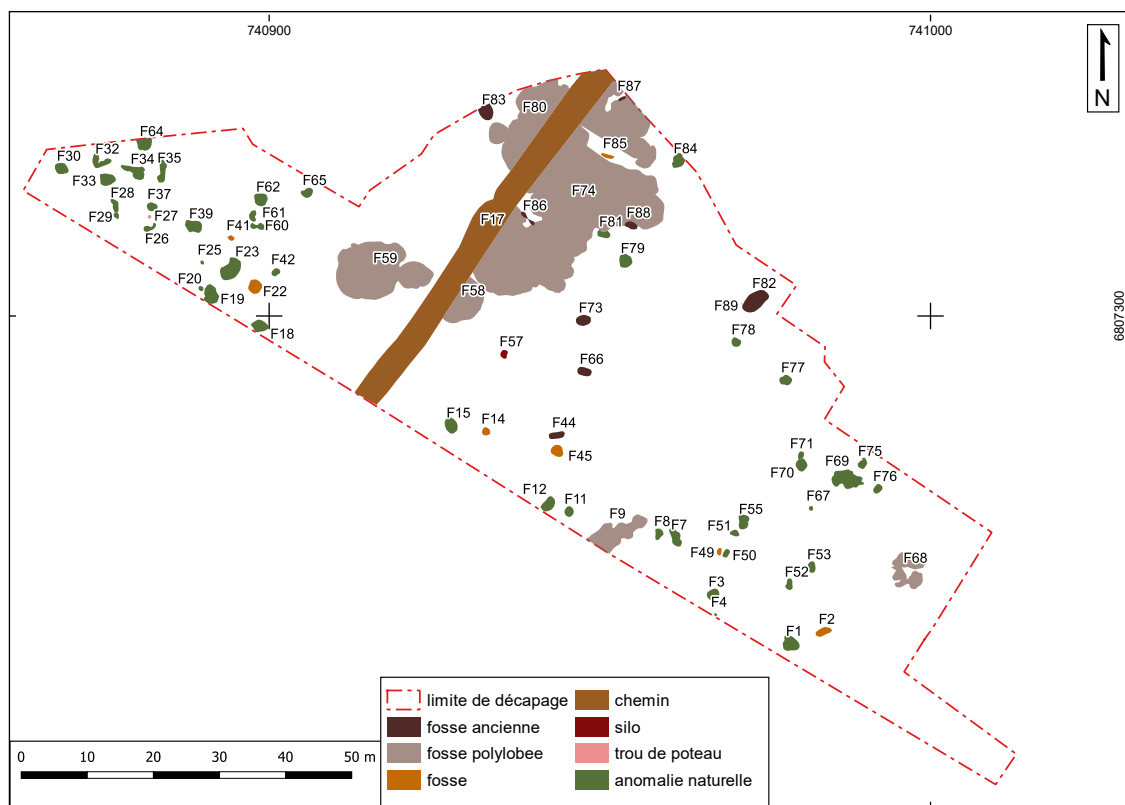 740900
741000
N
6807300
F87
F83
F80
F64
F85
F32
F35
F30
F34
F84
F33
F74
F28
F37
F62
F65
F86
F88
F29
F27
F39
F61
F17
F81
F26
F41
F60
F79
F25
F23
F59
F42
F20
F22
F58
F82
F19
F89
F73
F18
F78
F57
F66
F77
F15
F14
F44
F45
F71
F75
F69
F70
F76
F12
F11
F67
F9
F55
F8
F7
F51
F49
F50
F53
F68
F52
F3
F4
F2
F1
limite de décapage
fosse ancienne
fosse polylobee
fosse
chemin
silo
trou de poteau
anomalie naturelle
0 10 20 30 40 50 m